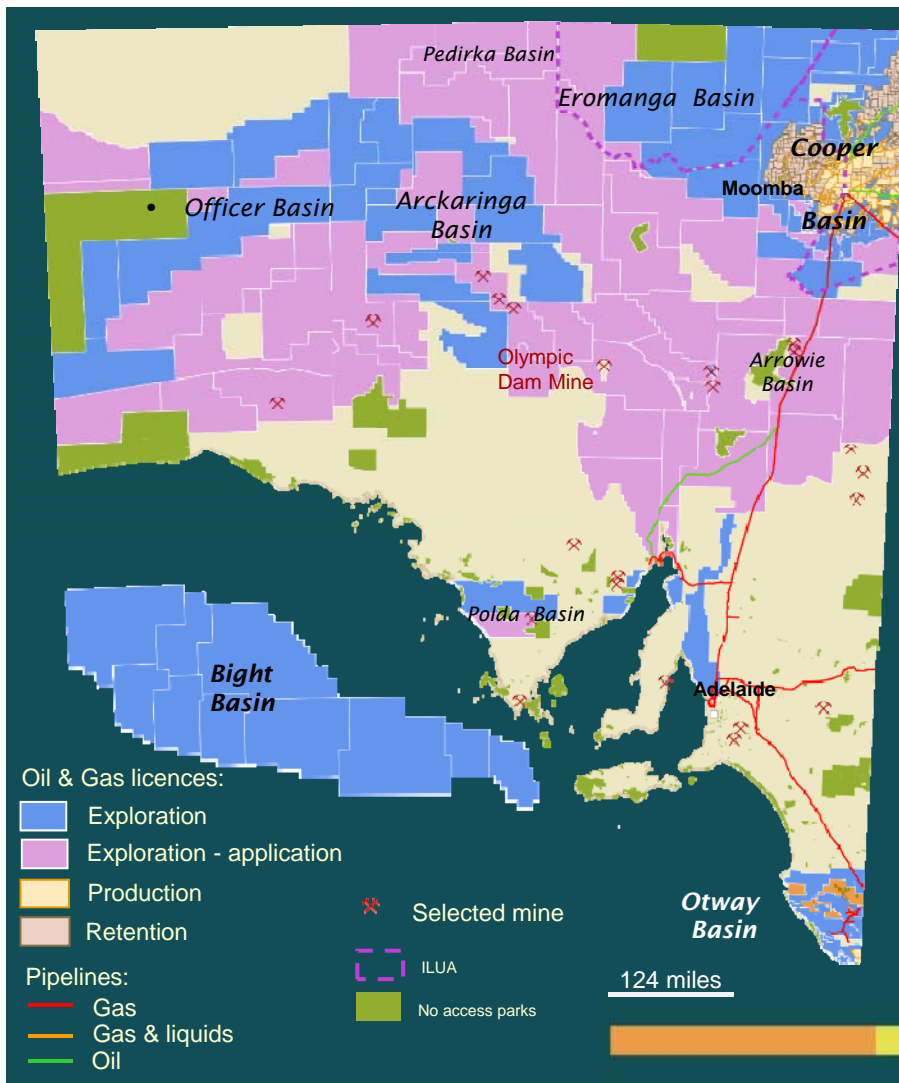 Pedirka Basin
Eromanga Basin
Cooper
Moomba
Basin
Officer Basin
Arckaringa
Basin
Olympic
Dam Mine
Arrowie
Basin
Polda Basin
Bight
Basin
Adelaide
Oil & Gas licences:
Exploration
Exploration - application
Production
Retention
Pipelines:
Gas
Gas & liquids
Oil
Selected mine
ILUA
No access parks
Otway
Basin
124 miles